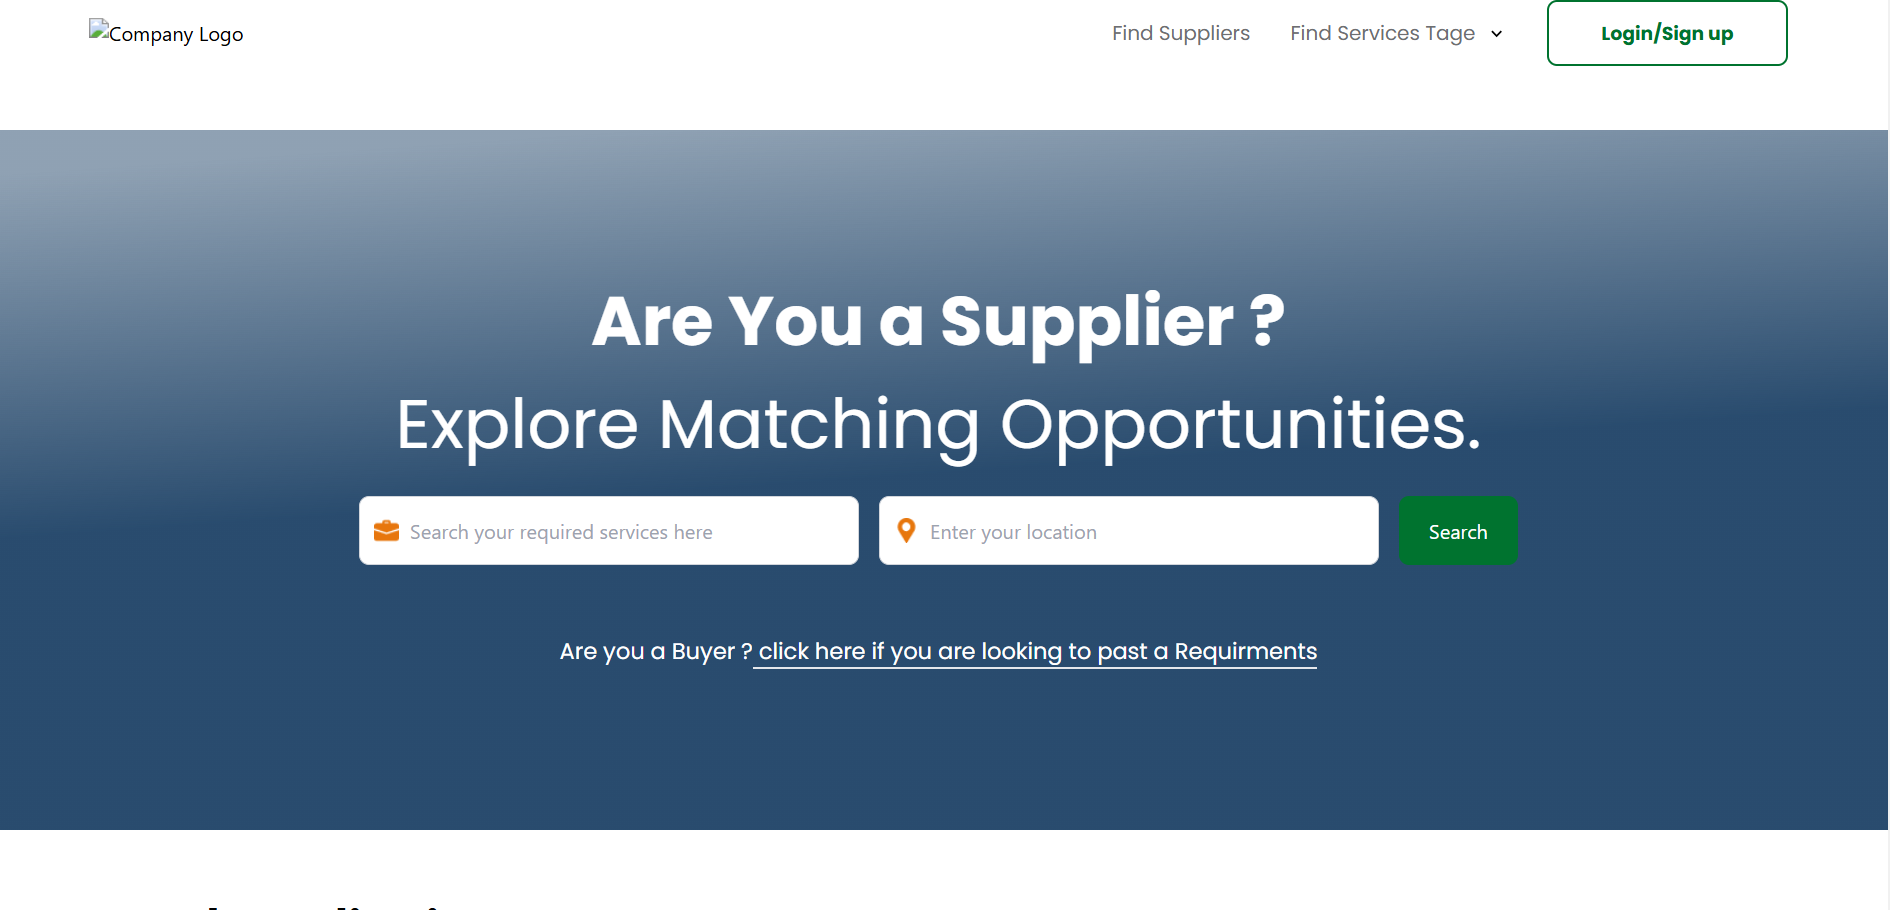 Company Logo
Find Suppliers
Find Services Tage
Login/Sign up
Are You a Supplier ?
Explore Matching Opportunities.
Search your required services here
Enter your location
Search
Are you a Buyer ? click here if you are looking to past a Requirments